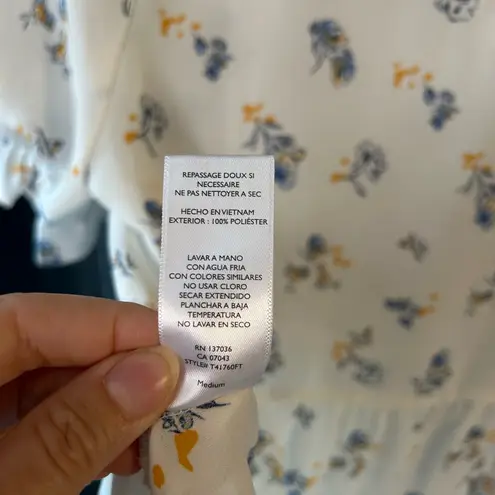 REPASSAGE DOUX SI
NECESSAIRE
NE PAS NETTOYER A SEC
HECHO EN VIETNAM
EXTERIOR : 100% POLIÉSTER
LAVAR A MANO
CON AGUA FRIA
CON COLORES SIMILARES
NO USAR CLORO
SECAR EXTENDIDO
PLANCHAR A BAJA
TEMPERATURA
NO LAVAR EN SECO
RN 137036
CA 07043
STYLE# T41760FT
Medium